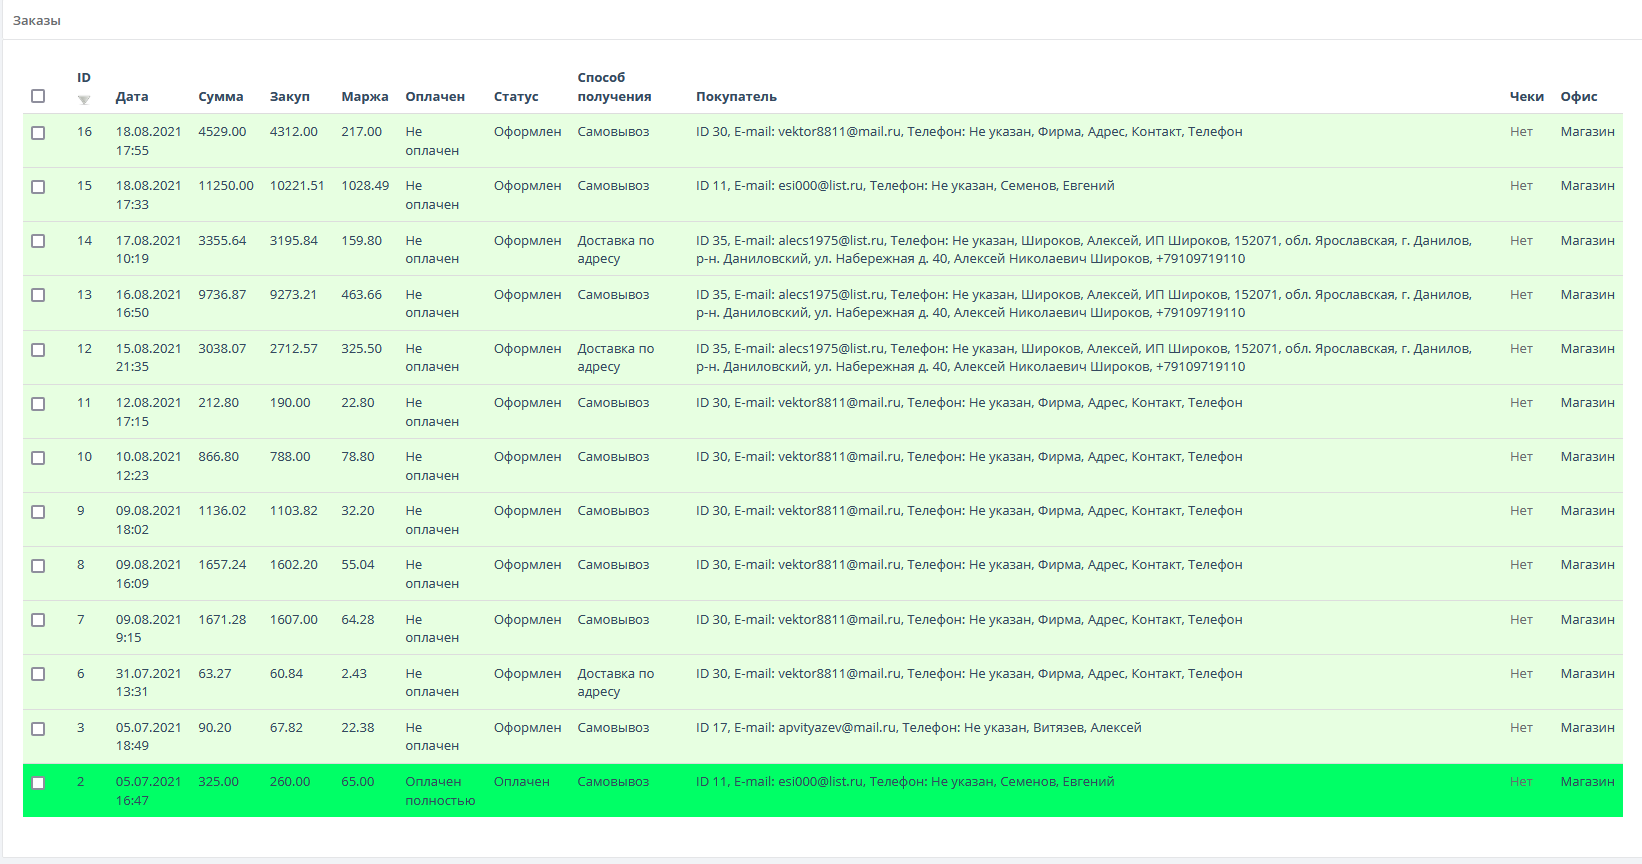 Заказы
ID Дата Сумма Закуп Маржа Оплачен Статус Способ получения Покупатель Чеки Офис
16 18.08.2021 4529.00 4312.00 217.00 Не Оформлен Самовывоз ID 30, E-mail: vektor8811@mail.ru, Телефон: Не указан, Фирма, Адрес, Контакт, Телефон Нет Магазин
17:55 оплачен
15 18.08.2021 11250.00 10221.51 1028.49 Не Оформлен Самовывоз ID 11, E-mail: esi000@list.ru, Телефон: Не указан, Семенов, Евгений Нет Магазин
17:33 оплачен
14 17.08.2021 3355.64 3195.84 159.80 Не Оформлен Доставка по ID 35, E-mail: alecs1975@list.ru, Телефон: Не указан, Широков, Алексей, ИП Широков, 152071, обл. Ярославская, г. Данилов, Нет Магазин
10:19 оплачен адресу р-н. Даниловский, ул. Набережная д. 40, Алексей Николаевич Широков, +79109719110
13 16.08.2021 9736.87 9273.21 463.66 Не Оформлен Самовывоз ID 35, E-mail: alecs1975@list.ru, Телефон: Не указан, Широков, Алексей, ИП Широков, 152071, обл. Ярославская, г. Данилов, Нет Магазин
16:50 оплачен р-н. Даниловский, ул. Набережная д. 40, Алексей Николаевич Широков, +79109719110
12 15.08.2021 3038.07 2712.57 325.50 Не Оформлен Доставка по ID 35, E-mail: alecs1975@list.ru, Телефон: Не указан, Широков, Алексей, ИП Широков, 152071, обл. Ярославская, г. Данилов, Нет Магазин
21:35 оплачен адресу р-н. Даниловский, ул. Набережная д. 40, Алексей Николаевич Широков, +79109719110
11 12.08.2021 212.80 190.00 22.80 Не Оформлен Самовывоз ID 30, E-mail: vektor8811@mail.ru, Телефон: Не указан, Фирма, Адрес, Контакт, Телефон Нет Магазин
17:15 оплачен
10 10.08.2021 866.80 788.00 78.80 Не Оформлен Самовывоз ID 30, E-mail: vektor8811@mail.ru, Телефон: Не указан, Фирма, Адрес, Контакт, Телефон Нет Магазин
12:23 оплачен
9 09.08.2021 1136.02 1103.82 32.20 Не Оформлен Самовывоз ID 30, E-mail: vektor8811@mail.ru, Телефон: Не указан, Фирма, Адрес, Контакт, Телефон Нет Магазин
18:02 оплачен
8 09.08.2021 1657.24 1602.20 55.04 Не Оформлен Самовывоз ID 30, E-mail: vektor8811@mail.ru, Телефон: Не указан, Фирма, Адрес, Контакт, Телефон Нет Магазин
16:09 оплачен
7 09.08.2021 1671.28 1607.00 64.28 Не Оформлен Самовывоз ID 30, E-mail: vektor8811@mail.ru, Телефон: Не указан, Фирма, Адрес, Контакт, Телефон Нет Магазин
9:15 оплачен
6 31.07.2021 63.27 60.84 2.43 Не Оформлен Доставка по ID 30, E-mail: vektor8811@mail.ru, Телефон: Не указан, Фирма, Адрес, Контакт, Телефон Нет Магазин
13:31 оплачен адресу
3 05.07.2021 90.20 67.82 22.38 Не Оформлен Самовывоз ID 17, E-mail: apvityazev@mail.ru, Телефон: Не указан, Витязев, Алексей Нет Магазин
18:49 оплачен
2 05.07.2021 325.00 260.00 65.00 Оплачен Оплачен Самовывоз ID 11, E-mail: esi000@list.ru, Телефон: Не указан, Семенов, Евгений Нет Магазин
16:47 полностью